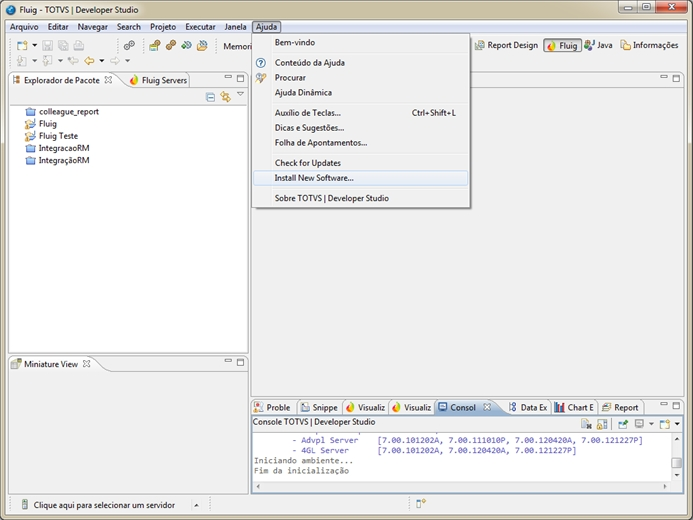 Fluig - TOTVS | Developer Studio
Arquivo Editar Navegar Search Projeto Executar Janela Ajuda
Memori
Report Design Fluig Java Informações
Bem-vindo
Conteúdo da Ajuda
Procurar
Ajuda Dinâmica
Auxílio de Teclas... Ctrl+Shift+L
Dicas e Sugestões...
Folha de Apontamentos...
Check for Updates
Install New Software...
Sobre TOTVS | Developer Studio
Explorador de Pacote Fluig Servers
colleague_report
Fluig
Fluig Teste
IntegracaoRM
IntegraçãoRM
Miniature View
Proble Snippe Visualiz Visualiz Consol Data Ex Chart E Report
Console TOTVS | Developer Studio
- Advpl Server [7.00.101202A, 7.00.111010P, 7.00.120420A, 7.00.121227P]
- 4GL Server [7.00.101202A, 7.00.120420A, 7.00.121227P]
Iniciando ambiente...
Fim da inicialização
Clique aqui para selecionar um servidor